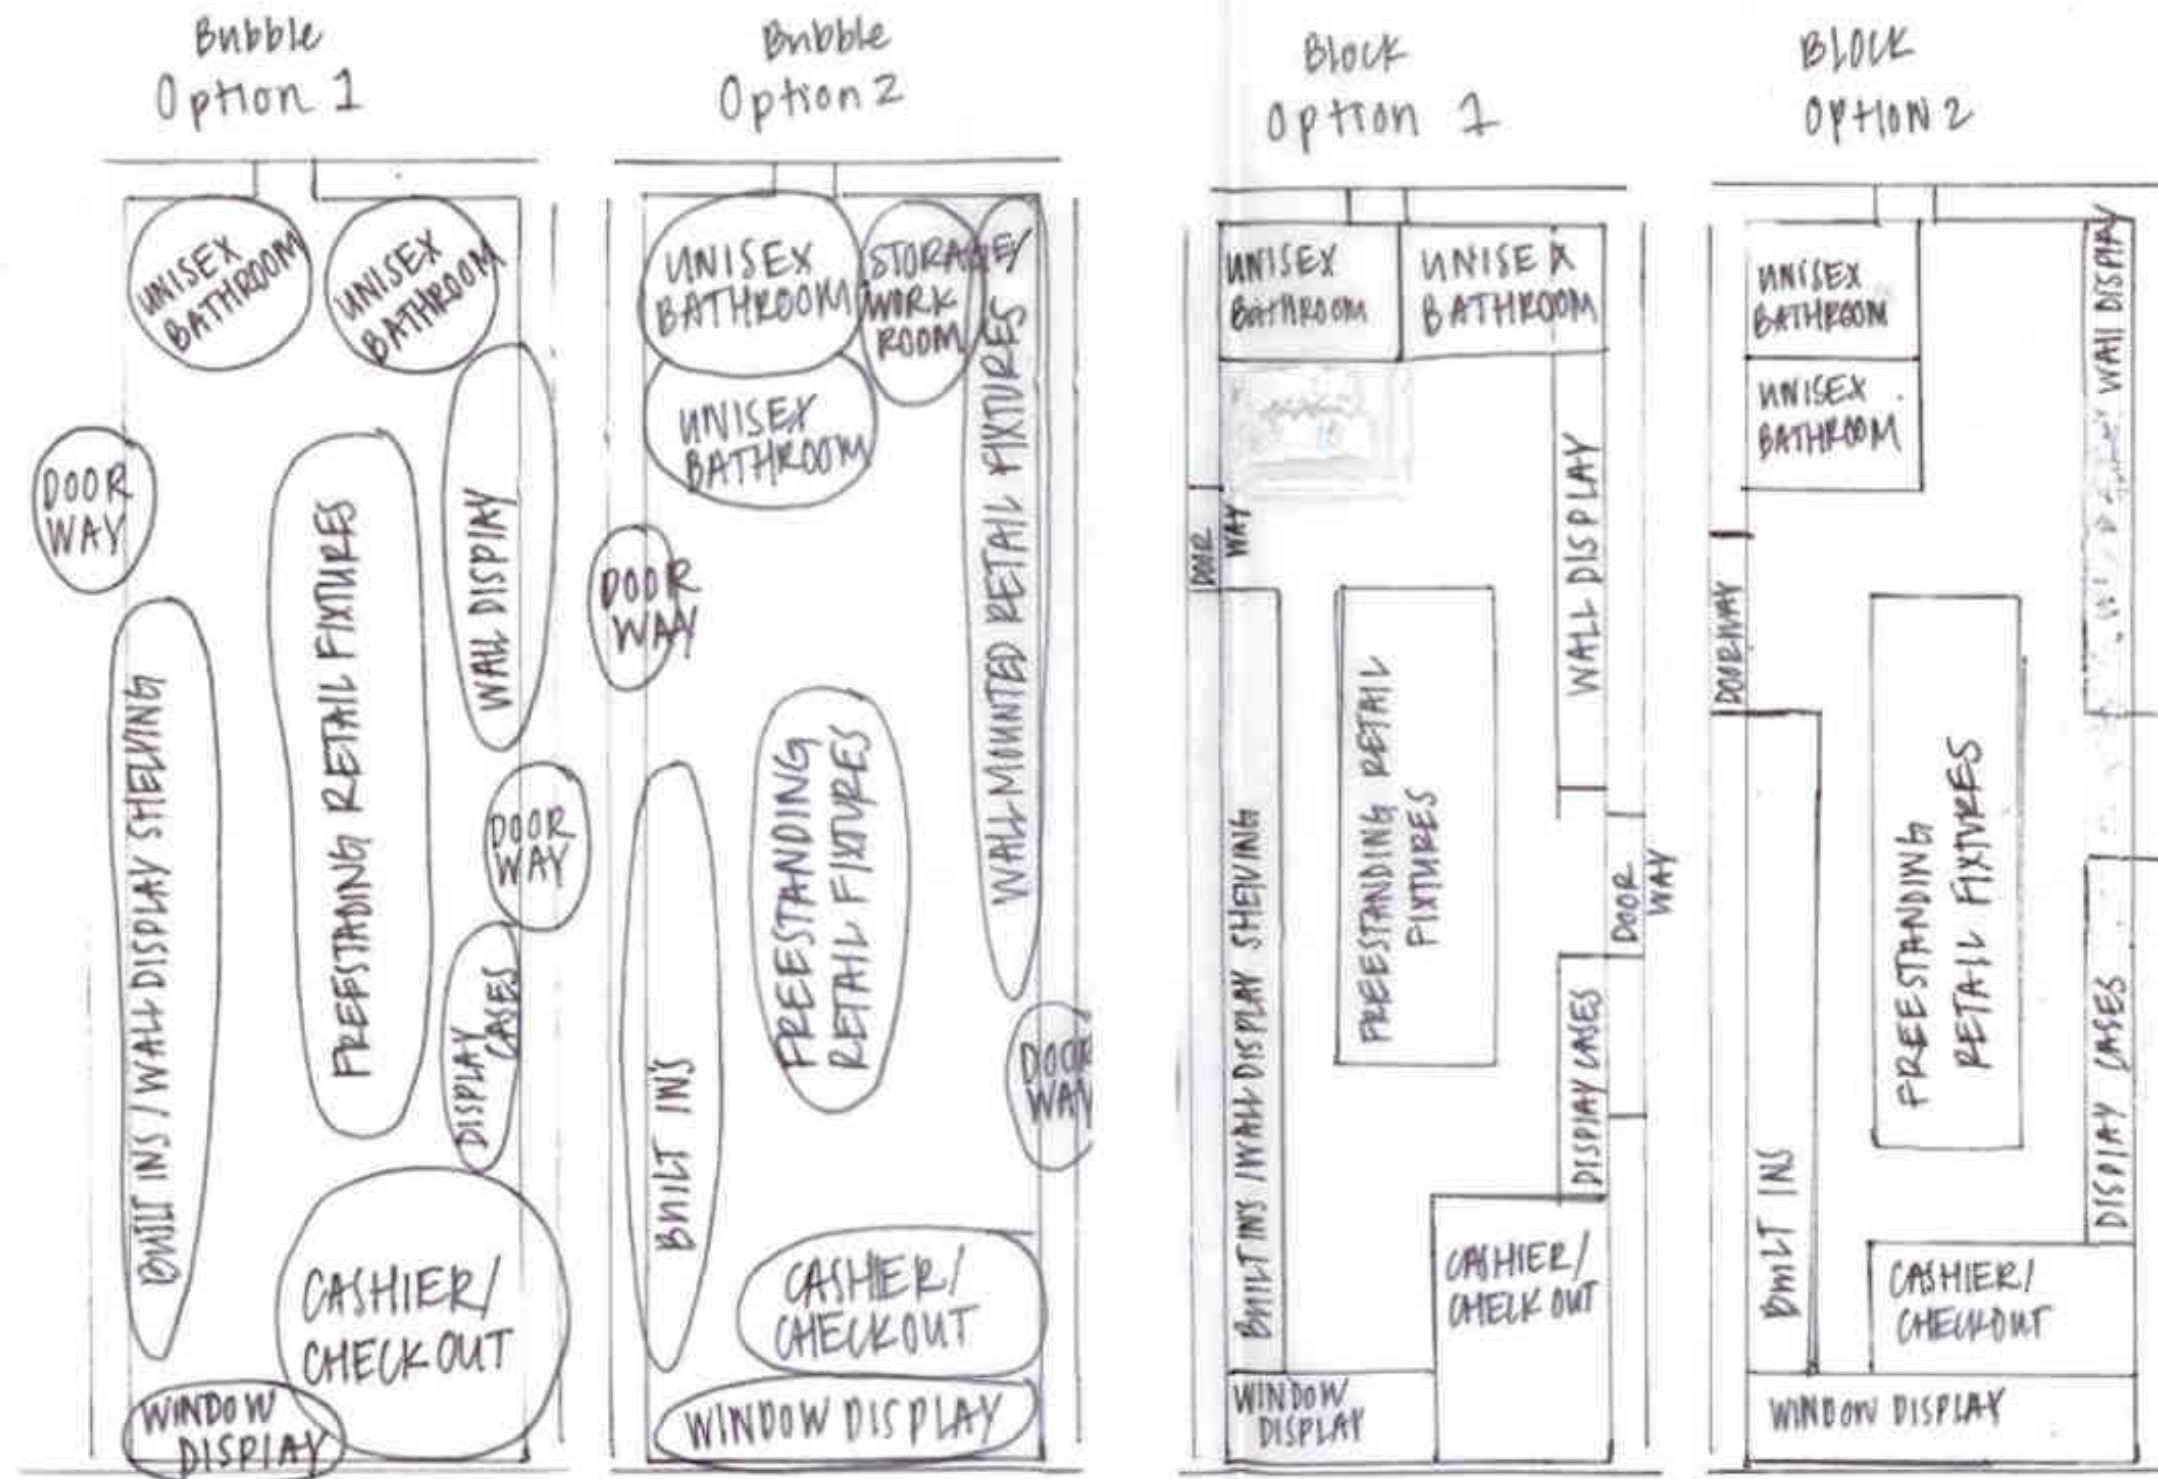 Bubble
Option 1
UNISEX
BATHROOM
UNISEX
BATHROOM
DOOR
WAY
WALL DISPLAY
FREESTADING RETAIL FIXTURES
BUILT INS / WALL DISPLAY SHELVING
DOOR
WAY
DISPLAY
CASES
CASHIER/
CHECKOUT
WINDOW
DISPLAY
Bubble
Option 2
UNISEX
BATHROOM
STORAGE/
WORK
ROOM
UNISEX
BATHROOM
WALL MOUNTED RETAIL FIXTURES
DOOR
WAY
FREESTANDING
RETAIL FIXTURES
BUILT INS
DOOR
WAY
CASHIER/
CHECKOUT
WINDOW DISPLAY
Block
Option 1
UNISEX
BATHROOM
UNISEX
BATHROOM
DOOR
WAY
WALL DISPLAY
FREESTANDING RETAIL
FIXTURES
BUILT INS / WALL DISPLAY SHELVING
DOOR
WAY
DISPLAY CASES
CASHIER/
CHECK OUT
WINDOW
DISPLAY
BLOCK
OPTION 2
UNISEX
BATHROOM
UNISEX
BATHROOM
WALL DISPLAY
DOORWAY
FREESTANDING
RETAIL FIXTURES
BUILT INS
DISPLAY CASES
CASHIER/
CHECKOUT
WINDOW DISPLAY